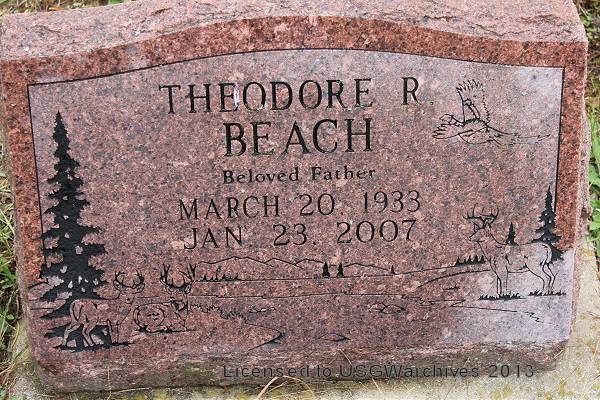 THEODORE R.
BEACH
Beloved Father
MARCH 20, 1933
JAN 23, 2007
Licensed to USGWarchives 2013